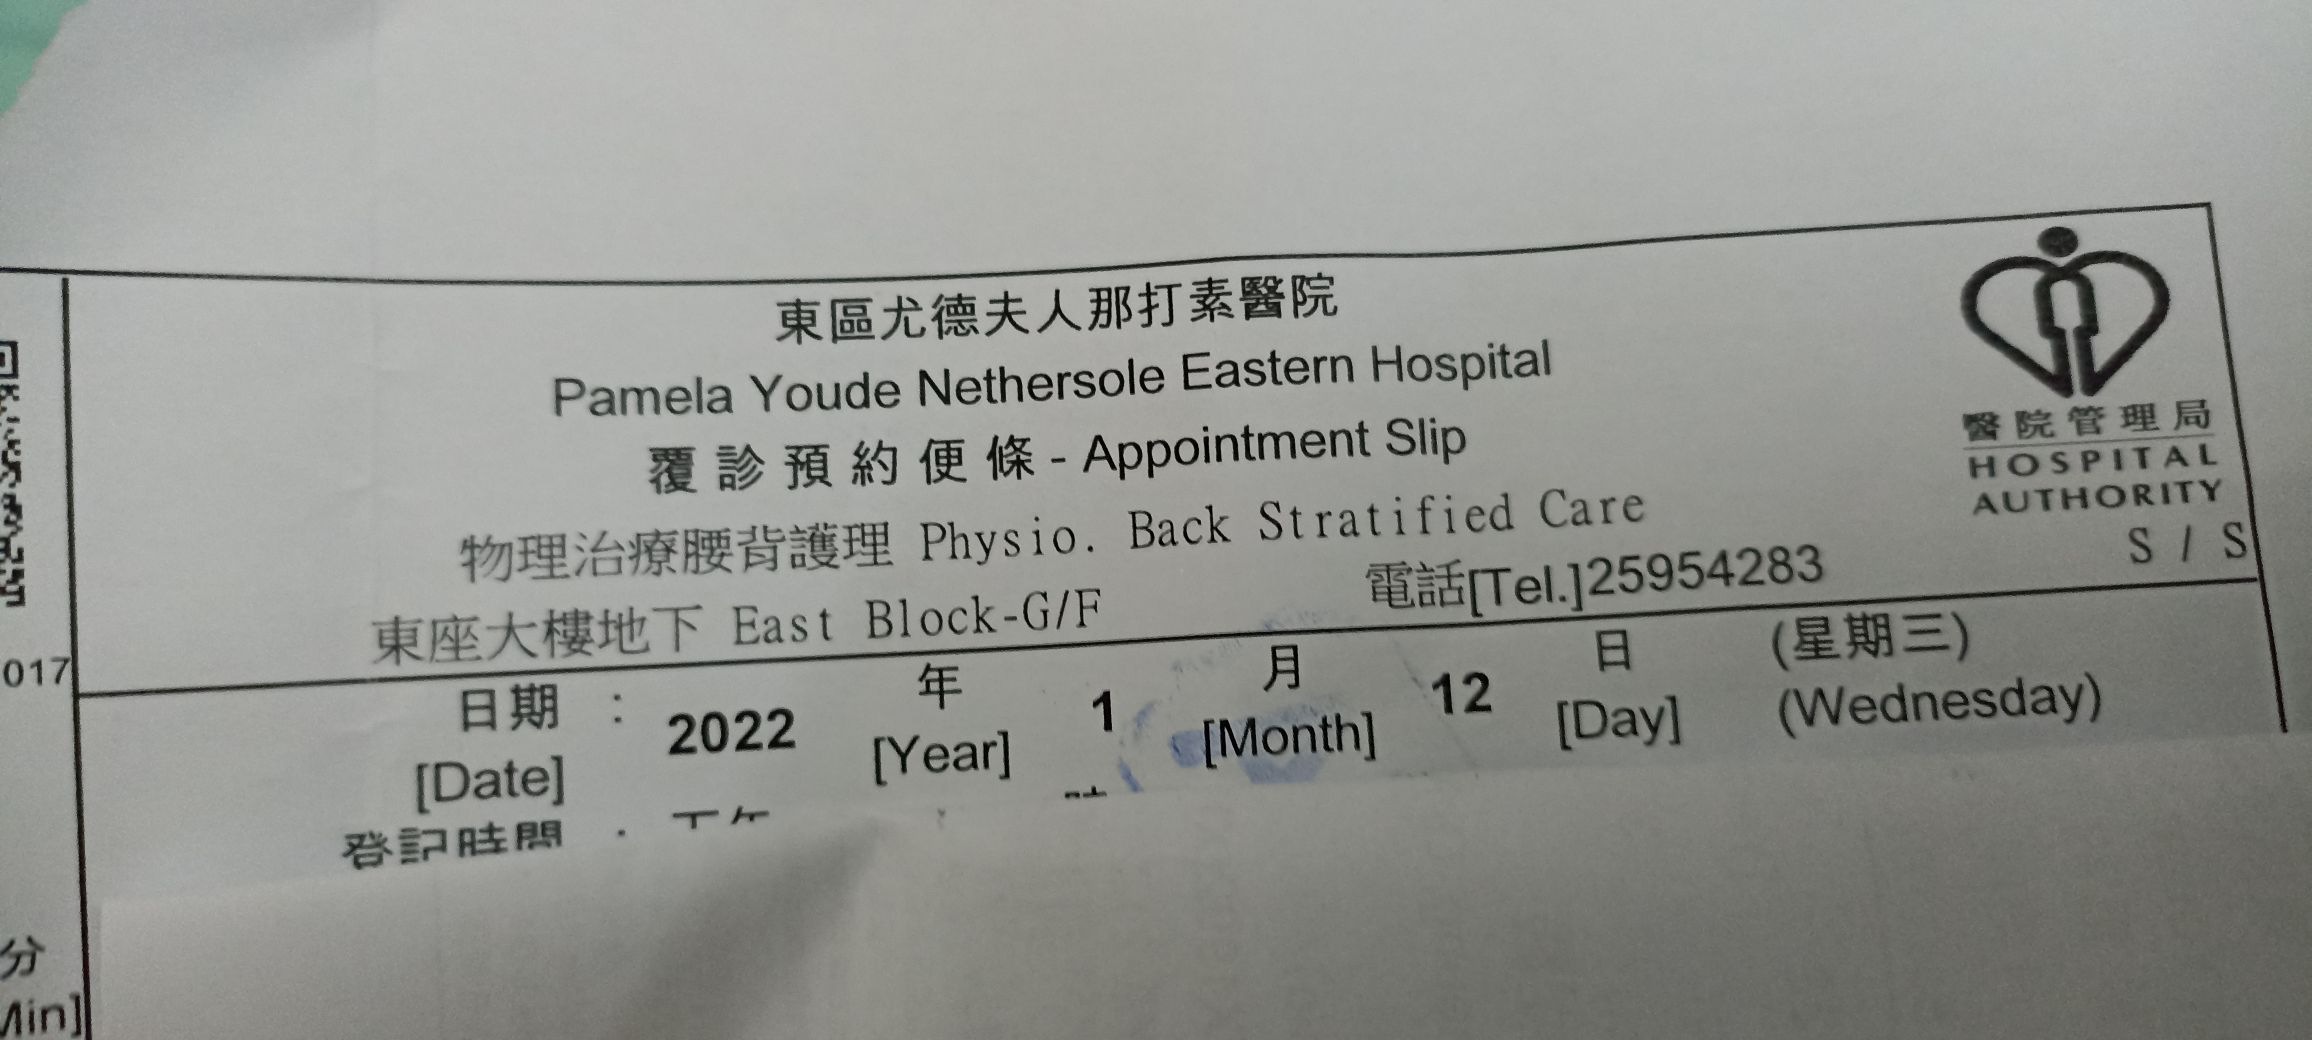 東區尤德夫人那打素醫院
Pamela Youde Nethersole Eastern Hospital
覆診預約便條 - Appointment Slip
物理治療腰背護理 Physio. Back Stratified Care
東座大樓地下 East Block-G/F 電話[Tel.]25954283
醫院管理局
HOSPITAL
AUTHORITY
S / S
017
日期 : 2022 年 1 月 12 日 (星期三)
[Date] [Year] [Month] [Day] (Wednesday)
登記時間 :
分
Min]